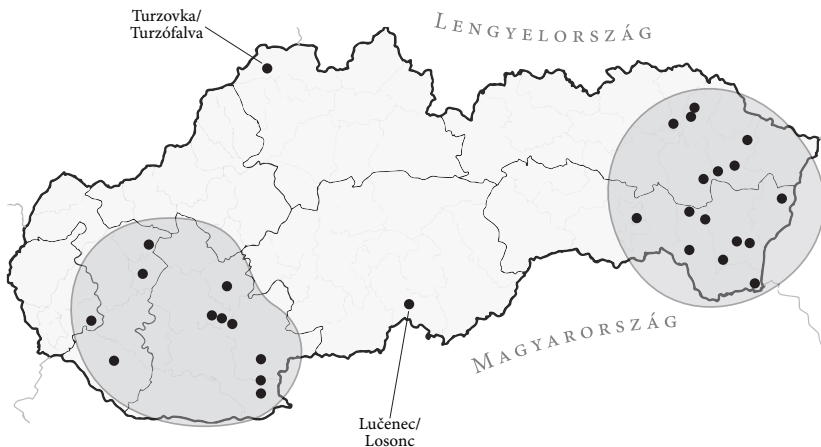 Turzovka/
Turzófalva
LENGYELORSZÁG
MAGYARORSZÁG
Lučenec/
Losonc